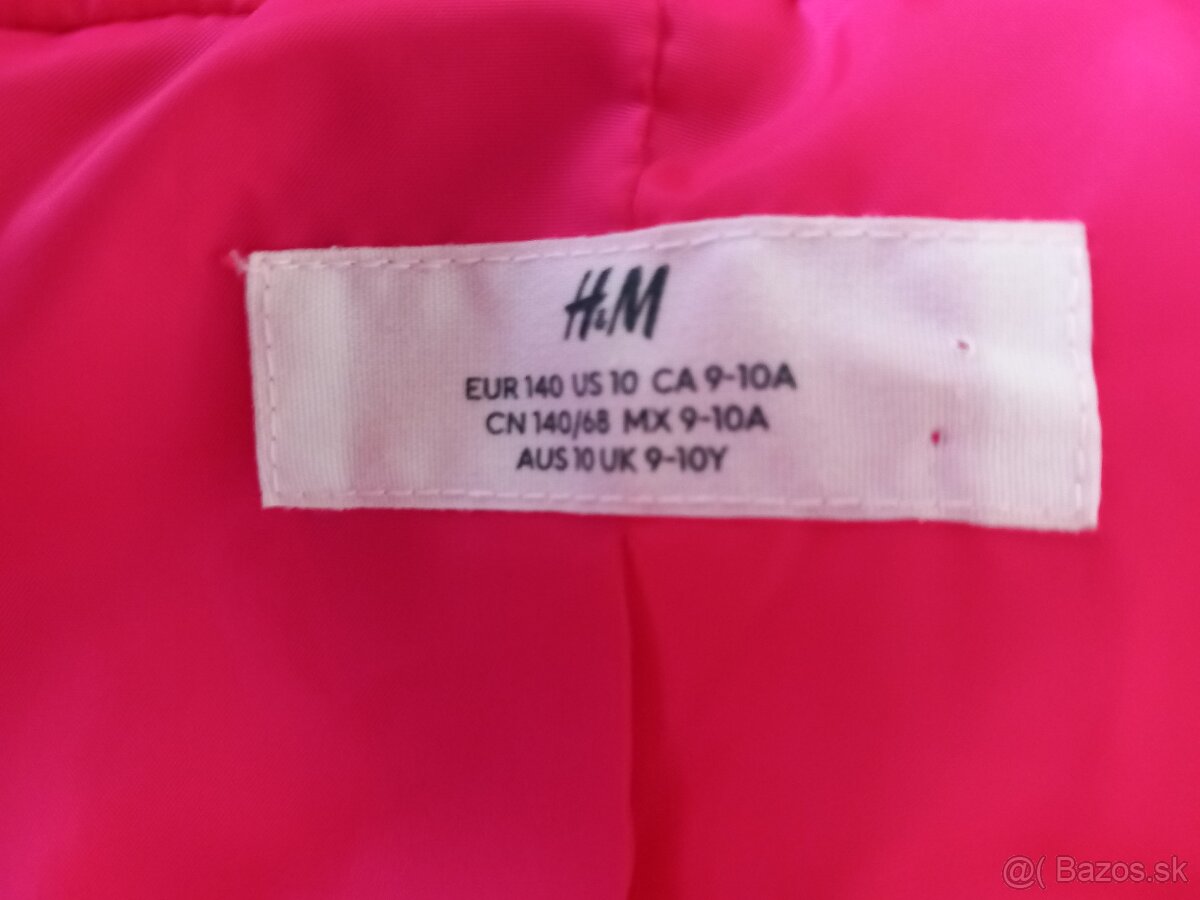 H&M
EUR 140 US 10 CA 9-10A
CN 140/68 MX 9-10A
AUS 10 UK 9-10Y
@( Bazos.sk